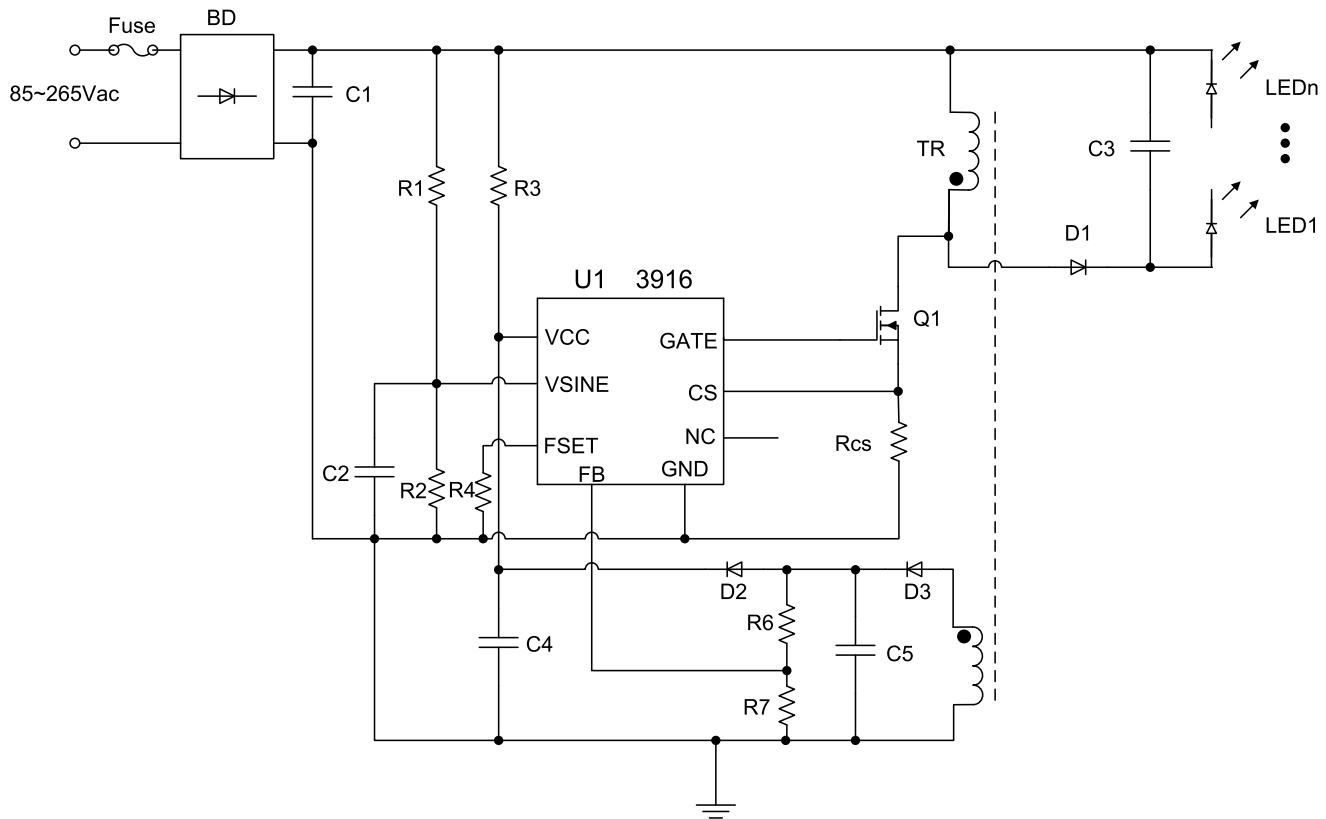 Fuse
BD
85~265Vac
C1
LEDn
TR
C3
R1
R3
LED1
D1
U1 3916
Q1
VCC
GATE
VSINE
CS
NC
Rcs
FSET
GND
C2
R2
R4
FB
D2
D3
R6
C4
C5
R7